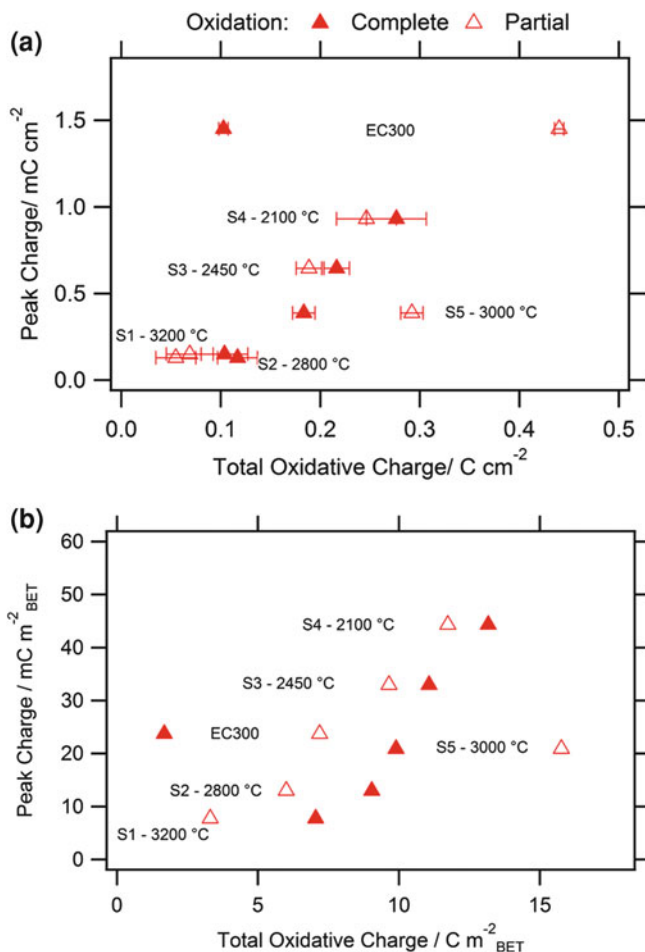 Oxidation: ▲ Complete △ Partial
(a)
Peak Charge/ mC cm-2
1.5
1.0
0.5
0.0
EC300
S4 - 2100 °C
S3 - 2450 °C
S5 - 3000 °C
S1 - 3200 °C
S2 - 2800 °C
0.0 0.1 0.2 0.3 0.4 0.5
Total Oxidative Charge/ C cm-2
(b)
Peak Charge / mC m-2BET
60
50
40
30
20
10
0
S4 - 2100 °C
S3 - 2450 °C
EC300
S5 - 3000 °C
S2 - 2800 °C
S1 - 3200 °C
0 5 10 15
Total Oxidative Charge / C m-2BET